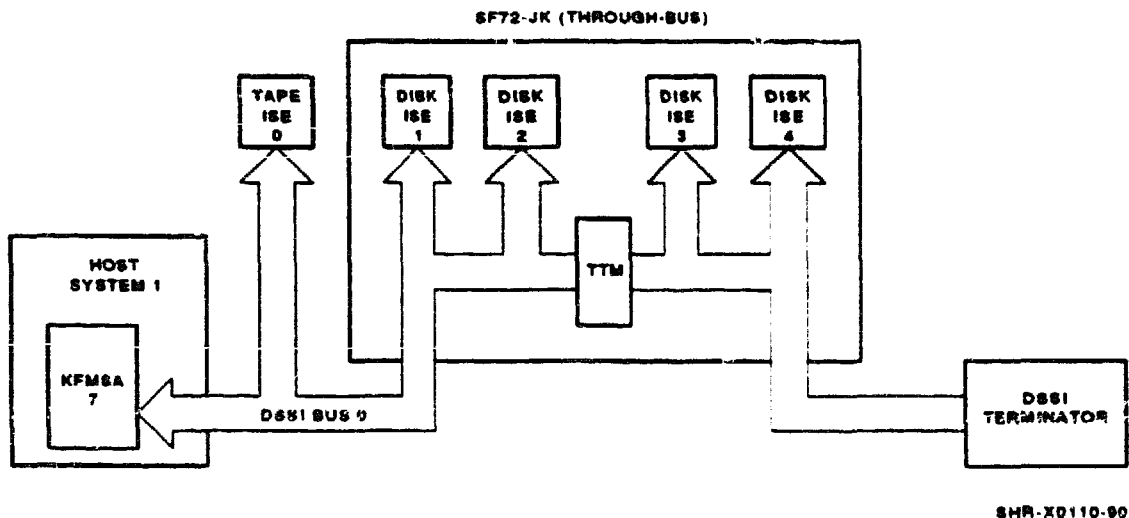 SF72-JK (THROUGH-BUS)
TAPE
ISE
0
DISK
ISE
1
DISK
ISE
2
DISK
ISE
3
DISK
ISE
4
TTM
HOST
SYSTEM 1
KFMSA
7
DSSI BUS 0
DSSI
TERMINATOR
SHR-X0110-90